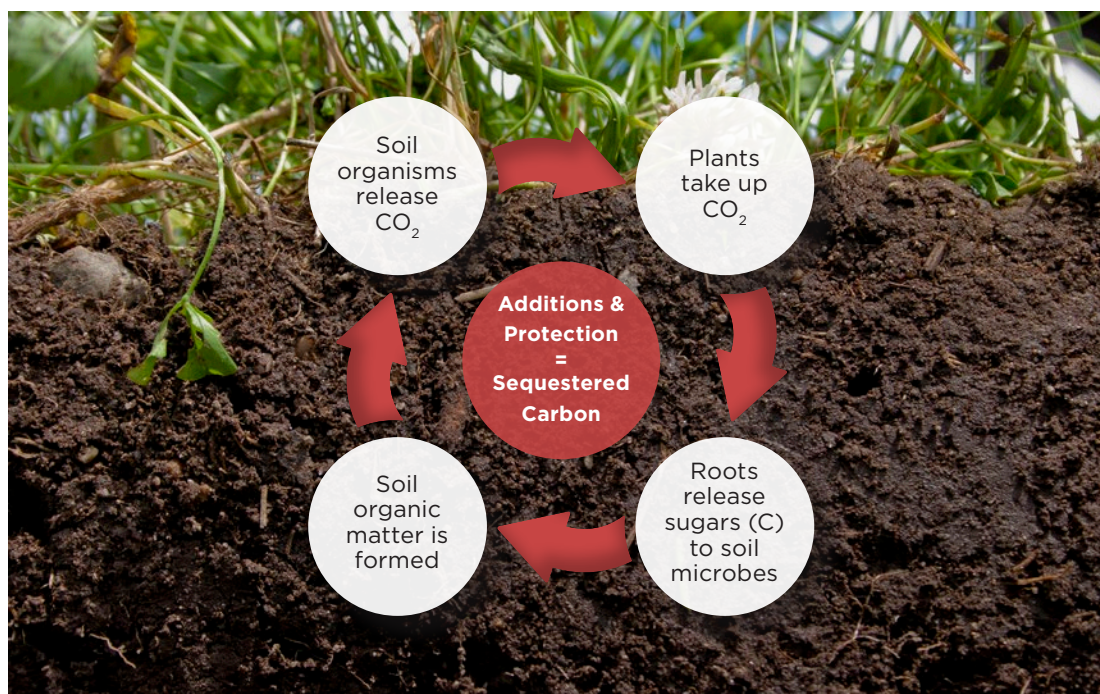 Soil
organisms
release
CO₂
Plants
take up
CO₂
Additions &
Protection
=
Sequestered
Carbon
Soil
organic
matter is
formed
Roots
release
sugars (C)
to soil
microbes